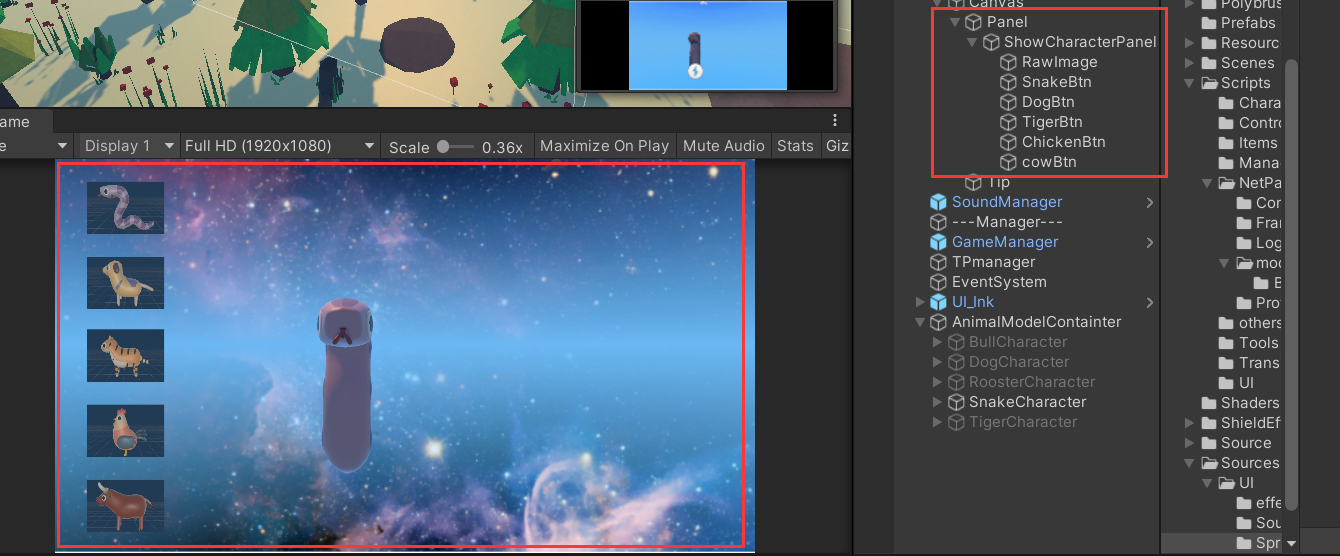 Canvas
Panel
ShowCharacterPanel
RawImage
SnakeBtn
DogBtn
TigerBtn
ChickenBtn
cowBtn
Tip
SoundManager
---Manager---
GameManager
TPmanager
EventSystem
UI_Ink
AnimalModelContainter
BullCharacter
DogCharacter
RoosterCharacter
SnakeCharacter
TigerCharacter
Polybrus
Prefabs
Resourc
Scenes
Scripts
Chara
Contro
Items
Mana
NetPa
Cor
Fra
Log
mod
B
Pro
others
Tools
Trans
UI
Shaders
ShieldEf
Source
Sources
UI
effe
Sou
Spr
ame
e
Display 1
Full HD (1920x1080)
Scale
0.36x
Maximize On Play
Mute Audio
Stats
Giz